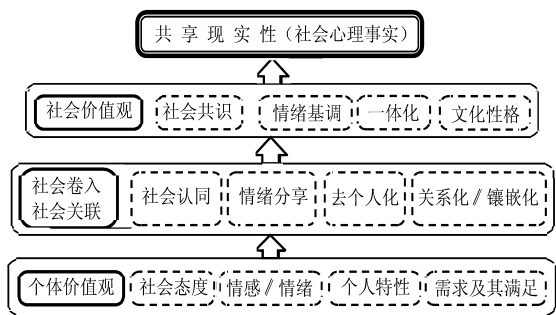 共 享 现 实 性（社会心理事实）
社会价值观 社会共识 情绪基调 一体化 文化性格
社会卷入
社会关联 社会认同 情绪分享 去个人化 关系化∥镶嵌化
个体价值观 社会态度 情感∥情绪 个人特性 需求及其满足